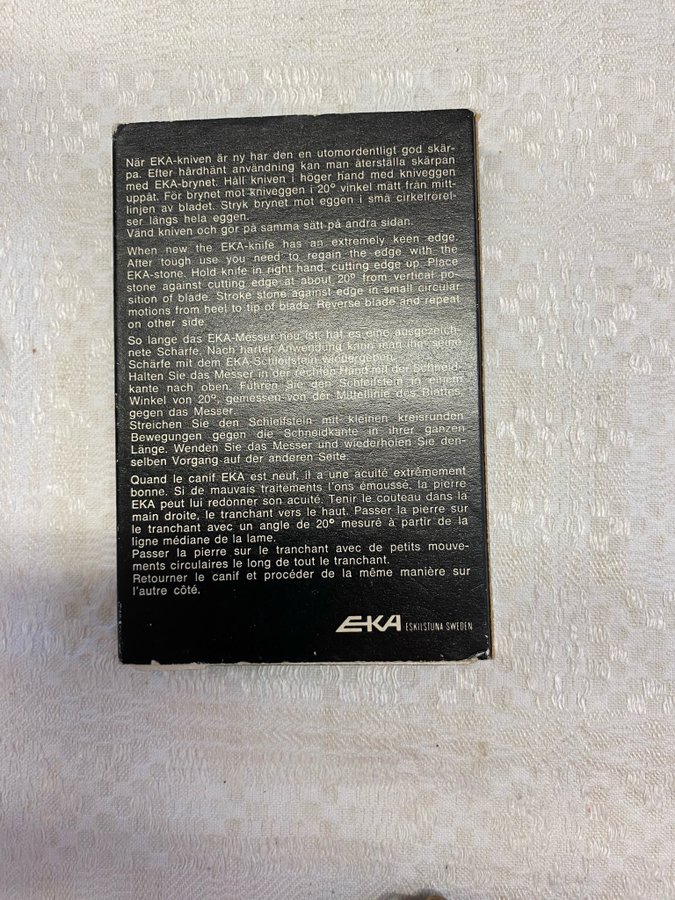 När EKA-kniven är ny har den en utomordentligt god skär-
pa. Efter hårdhänt användning kan man återställa skärpan
med EKA-brynet. Håll kniven i höger hand med kniveggen
uppåt. För brynet mot kniveggen i 20° vinkel mätt från mitt-
linjen av bladet. Stryk brynet mot eggen i små cirkelrörel-
ser längs hela eggen.
Vänd kniven och gör på samma sätt på andra sidan.
When new the EKA-knife has an extremely keen edge.
After tough use you need to regain the edge with the
EKA-stone. Hold knife in right hand, cutting edge up. Place
stone against cutting edge at about 20° from vertical po-
sition of blade. Stroke stone against edge in small circular
motions from heel to tip of blade. Reverse blade and repeat
on other side.
So lange das EKA-Messer neu ist, hat es eine ausgezeich-
nete Schärfe. Nach harter Anwendung kann man ihm seine
Schärfe mit dem EKA-Schleifstein wiedergeben.
Halten Sie das Messer in der rechten Hand mit der Schneid-
kante nach oben. Führen Sie den Schleifstein in einem
Winkel von 20°, gemessen von der Mittellinie des Blattes,
gegen das Messer.
Streichen Sie den Schleifstein mit kleinen kreisrunden
Bewegungen gegen die Schneidkante in ihrer ganzen
Länge. Wenden Sie das Messer und wiederholen Sie den-
selben Vorgang auf der anderen Seite.
Quand le canif EKA est neuf, il a une acuité extrêmement
bonne. Si de mauvais traitements l'ons émoussé, la pierre
EKA peut lui redonner son acuité. Tenir le couteau dans la
main droite, le tranchant vers le haut. Passer la pierre sur
le tranchant avec un angle de 20° mesuré à partir de la
ligne médiane de la lame.
Passer la pierre sur le tranchant avec de petits mouve-
ments circulaires le long de tout le tranchant.
Retourner le canif et procéder de la même manière sur
l'autre côté.
EKA ESKILSTUNA SWEDEN